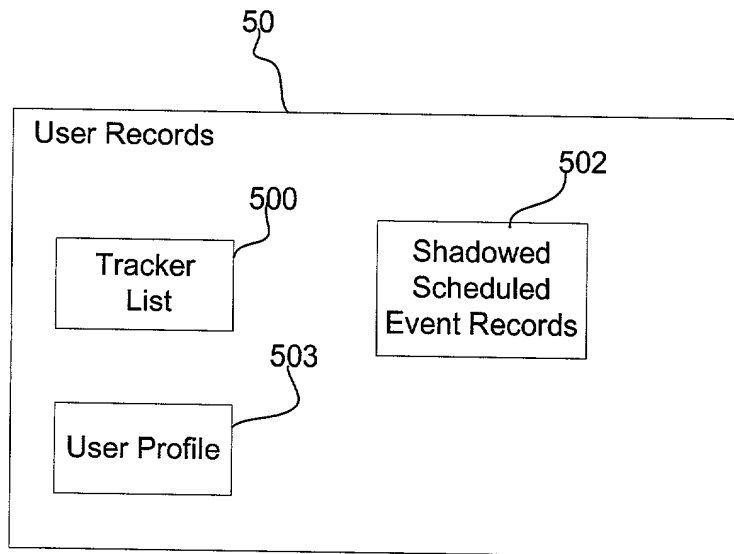 50
User Records
502
500
Shadowed
Scheduled
Event Records
Tracker
List
503
User Profile